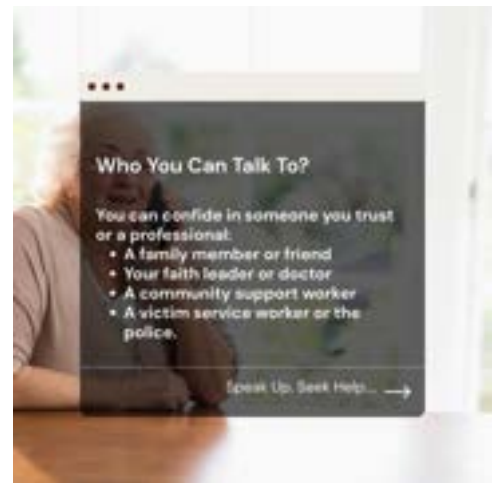 Who You Can Talk To?
You can confide in someone you trust
or a professional:
• A family member or friend
• Your faith leader or doctor
• A community support worker
• A victim service worker or the
police.
Speak Up. Seek Help...